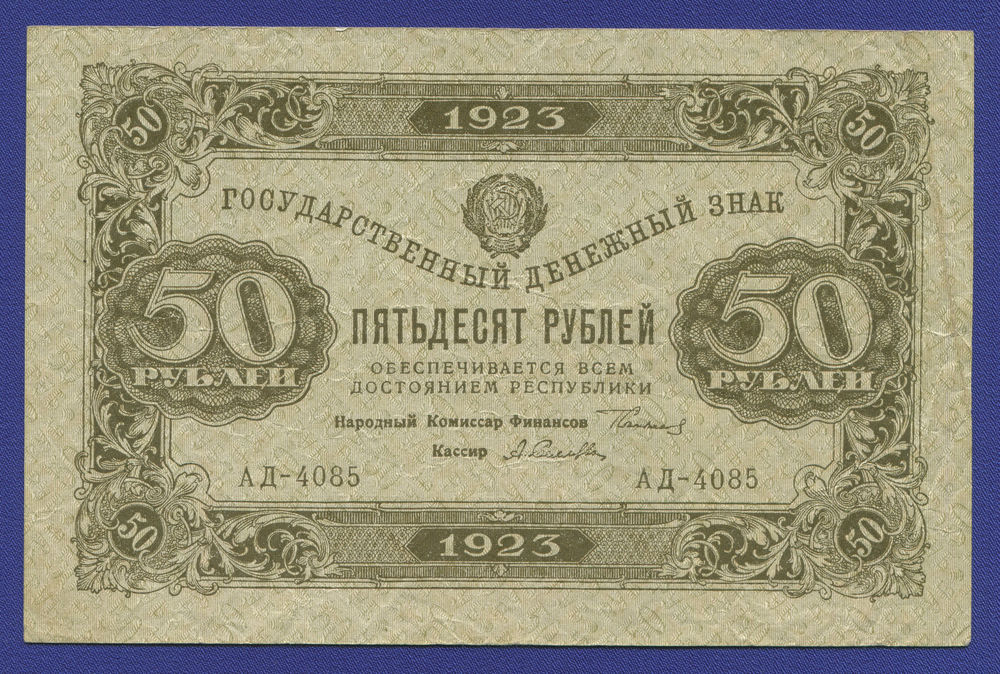 50 1923 50
ГОСУДАРСТВЕННЫЙ ДЕНЕЖНЫЙ ЗНАК
50 РУБЛЕЙ
ПЯТЬДЕСЯТ РУБЛЕЙ
50 РУБЛЕЙ
ОБЕСПЕЧИВАЕТСЯ ВСЕМ
ДОСТОЯНИЕМ РЕСПУБЛИКИ
Народный Комиссар Финансов
Кассир
АД-4085 АД-4085
50 1923 50